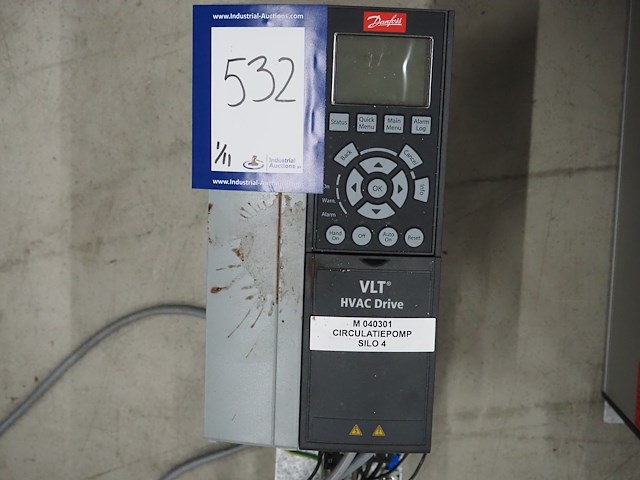 www.Industrial-Auctions.com
532
1/11
Industrial
Auctions
www.Industrial-Auctions.com
Danfoss
Status
Quick
Menu
Main
Menu
Alarm
Log
Back
Cancel
Info
OK
On
Warn.
Alarm
Hand
On
Off
Auto
On
Reset
VLT®
HVAC Drive
M 040301
CIRCULATIEPOMP
SILO 4